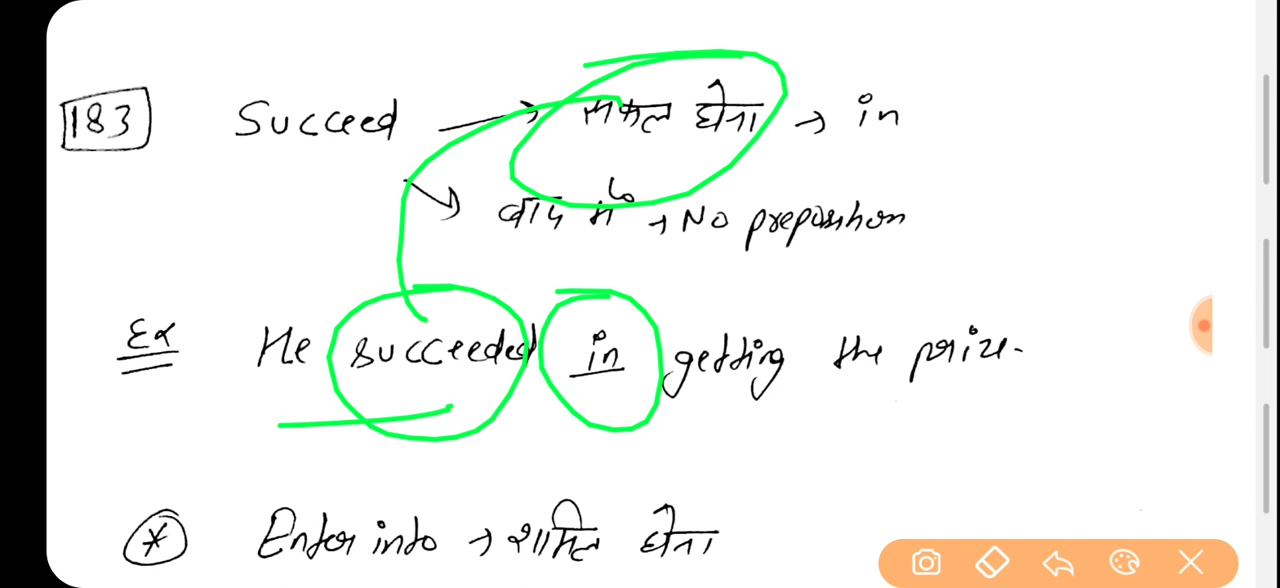 183 Succeed → सफल होना → in
→ बाद में → No preposition
Ex He succeeded in getting the prize.
* Enter into → शामिल होना